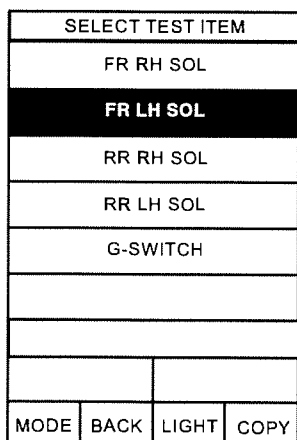 SELECT TEST ITEM
FR RH SOL
FR LH SOL
RR RH SOL
RR LH SOL
G-SWITCH
MODE BACK LIGHT COPY